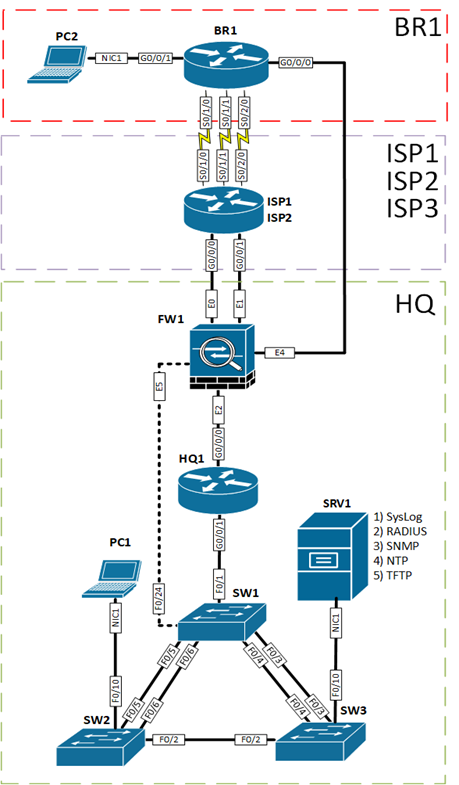 BR1
PC2
BR1
NIC1
G0/0/1
G0/0/0
S0/1/0
S0/1/1
S0/2/0
S0/1/0
S0/1/1
S0/2/0
ISP1
ISP2
ISP3
ISP1
ISP2
G0/0/0
G0/0/1
E0
E1
HQ
FW1
E4
E5
E2
G0/0/0
HQ1
SRV1
1) SysLog
2) RADIUS
3) SNMP
4) NTP
5) TFTP
G0/0/1
PC1
F0/24
F0/1
SW1
NIC1
NIC1
F0/5
F0/6
F0/4
F0/3
F0/10
F0/5
F0/6
F0/4
F0/3
F0/10
SW2
SW3
F0/2
F0/2